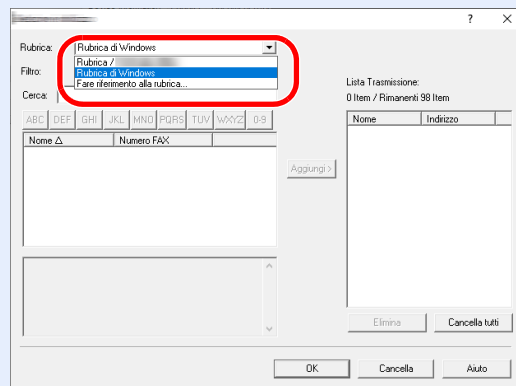 ? ×
Rubrica: Rubrica di Windows
Rubrica /
Rubrica di Windows
Fare riferimento alla rubrica...
Filtro:
Cerca:
ABC DEF GHI JKL MNO PQRS TUV WXYZ 0-9
Nome △ Numero FAX
Aggiungi >
Lista Trasmissione:
0 Item / Rimanenti 98 Item
Nome Indirizzo
Elimina Cancella tutti
OK Cancella Aiuto